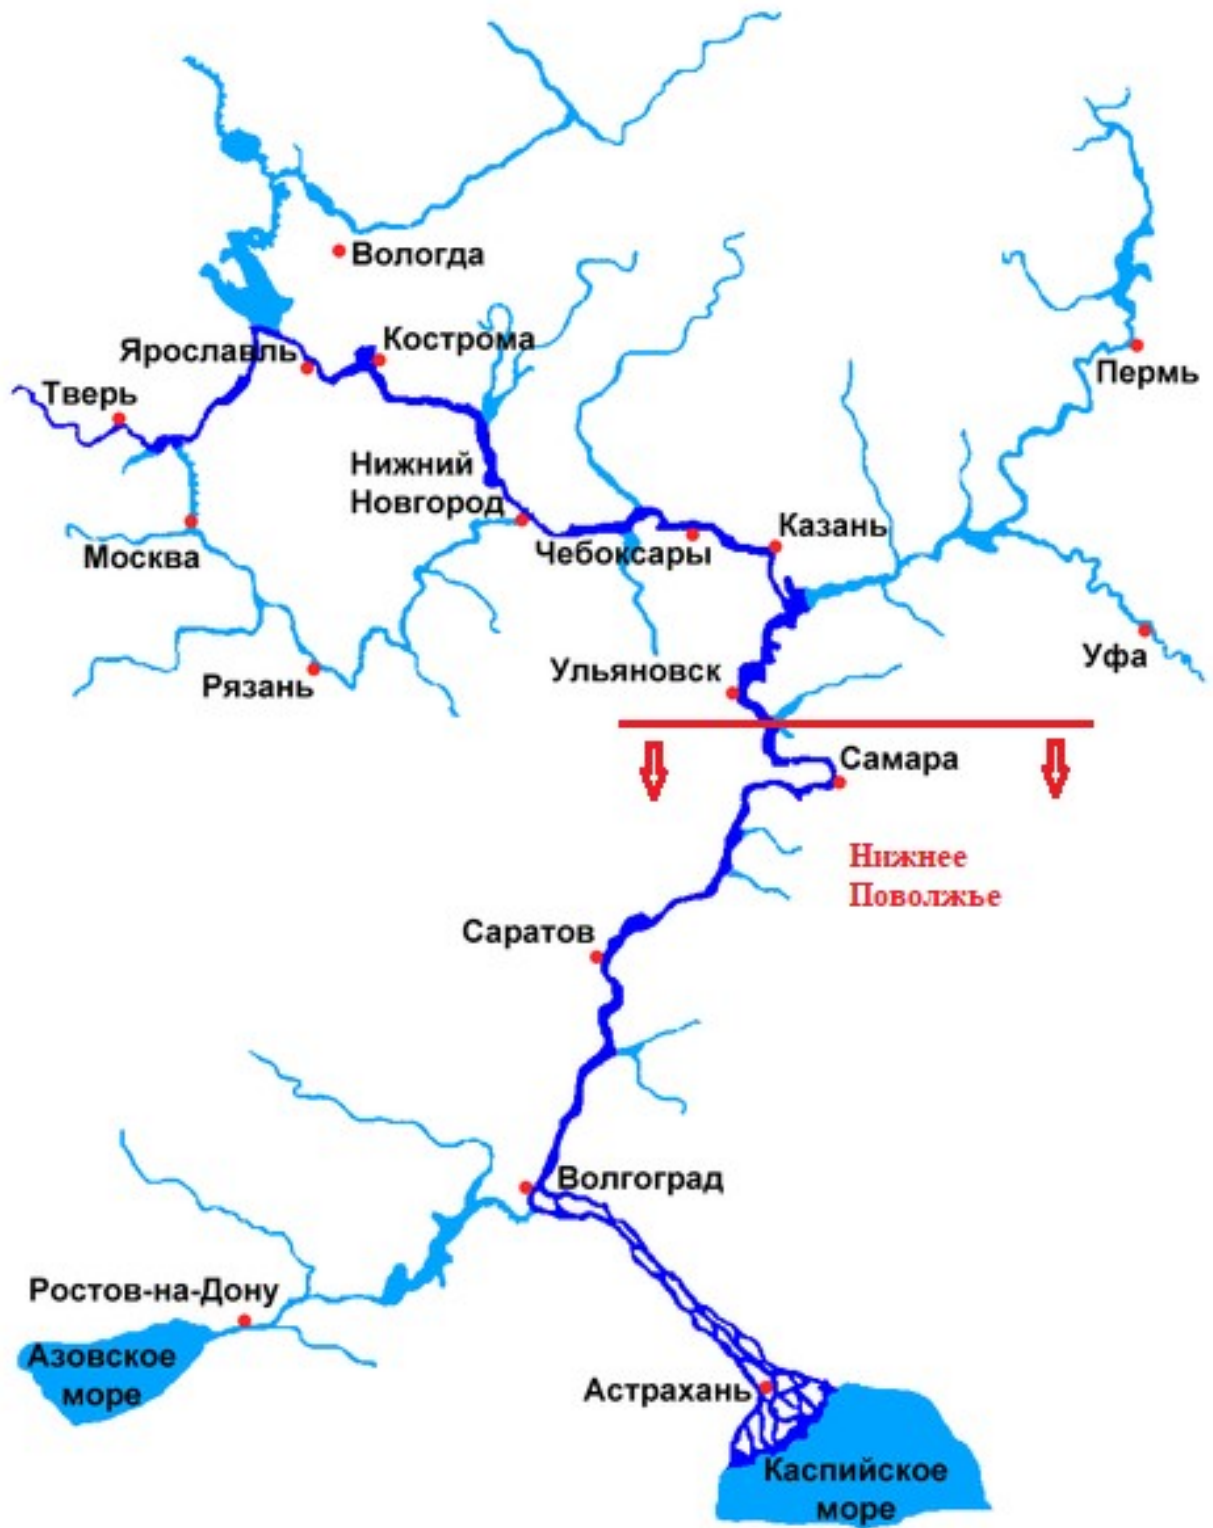 Вологда
Кострома
Ярославль
Пермь
Тверь
Нижний
Новгород
Казань
Чебоксары
Москва
Уфа
Ульяновск
Рязань
Самара
Нижнее
Поволжье
Саратов
Волгоград
Ростов-на-Дону
Азовское
море
Астрахань
Каспийское
море